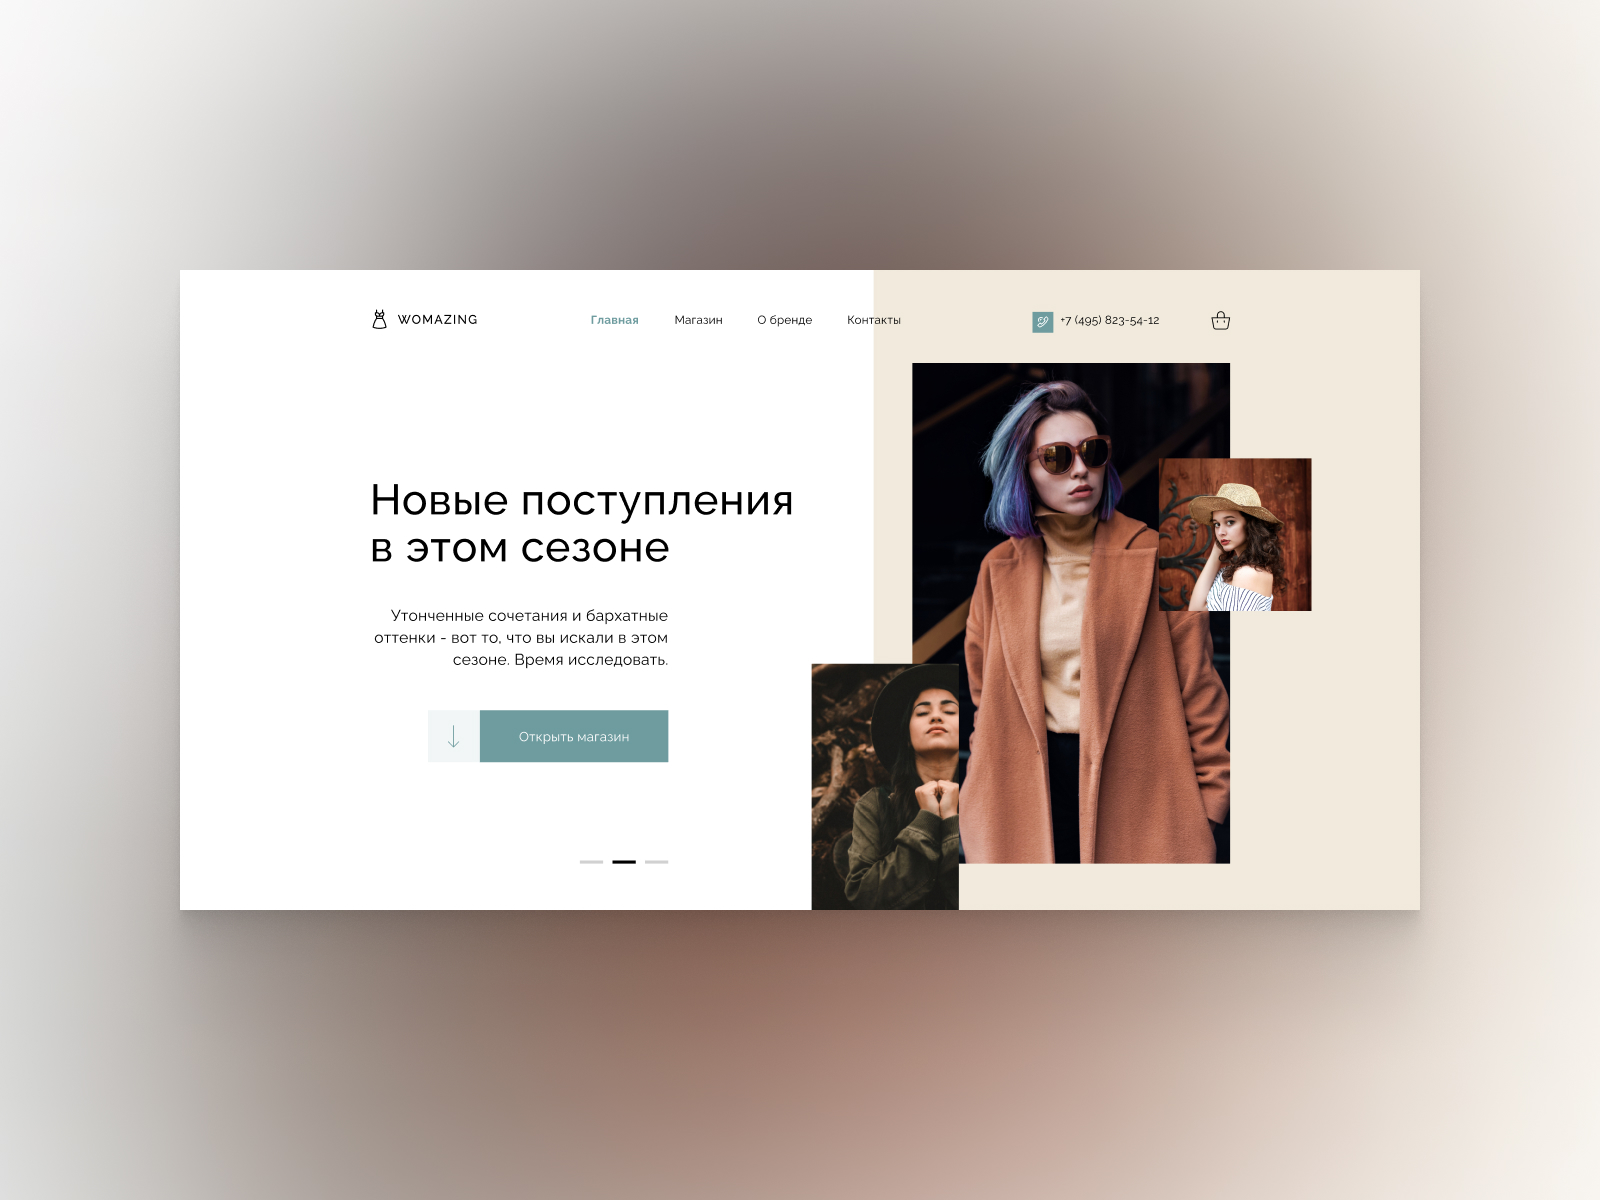 WOMAZING
Главная
Магазин
О бренде
Контакты
+7 (495) 823-54-12
Новые поступления
в этом сезоне
Утонченные сочетания и бархатные
оттенки - вот то, что вы искали в этом
сезоне. Время исследовать.
Открыть магазин